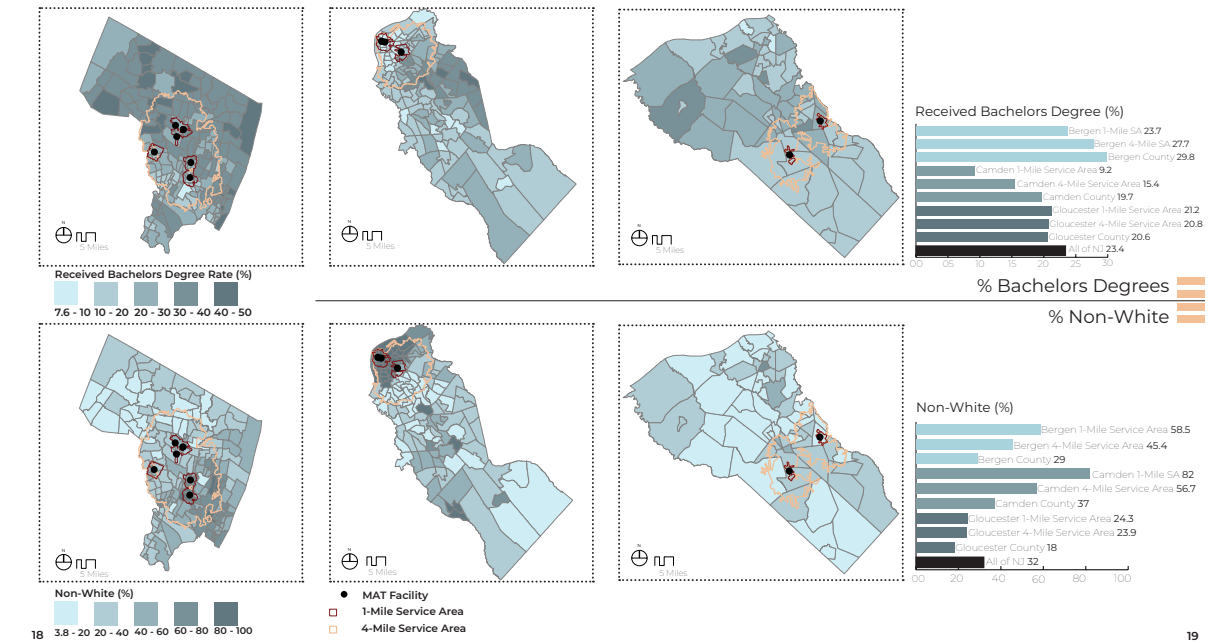 N
5 Miles
N
5 Miles
N
5 Miles
Received Bachelors Degree (%)
Bergen 1-Mile SA 23.7
Bergen 4-Mile SA 27.7
Bergen County 29.8
Camden 1-Mile Service Area 9.2
Camden 4-Mile Service Area 15.4
Camden County 19.7
Gloucester 1-Mile Service Area 21.2
Gloucester 4-Mile Service Area 20.8
Gloucester County 20.6
All of NJ 23.4
00 05 10 15 20 25 30
Received Bachelors Degree Rate (%)
7.6 - 10 10 - 20 20 - 30 30 - 40 40 - 50
% Bachelors Degrees
% Non-White
N
5 Miles
N
5 Miles
N
5 Miles
Non-White (%)
Bergen 1-Mile Service Area 58.5
Bergen 4-Mile Service Area 45.4
Bergen County 29
Camden 1-Mile SA 82
Camden 4-Mile Service Area 56.7
Camden County 37
Gloucester 1-Mile Service Area 24.3
Gloucester 4-Mile Service Area 23.9
Gloucester County 18
All of NJ 32
00 20 40 60 80 100
Non-White (%)
3.8 - 20 20 - 40 40 - 60 60 - 80 80 - 100
MAT Facility
1-Mile Service Area
4-Mile Service Area
18
19